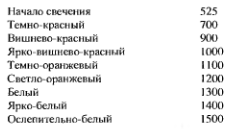 Начало свечения 525
Темно-красный 700
Вишнево-красный 900
Ярко-вишнево-красный 1000
Темно-оранжевый 1100
Светло-оранжевый 1200
Белый 1300
Ярко-белый 1400
Ослепительно-белый 1500